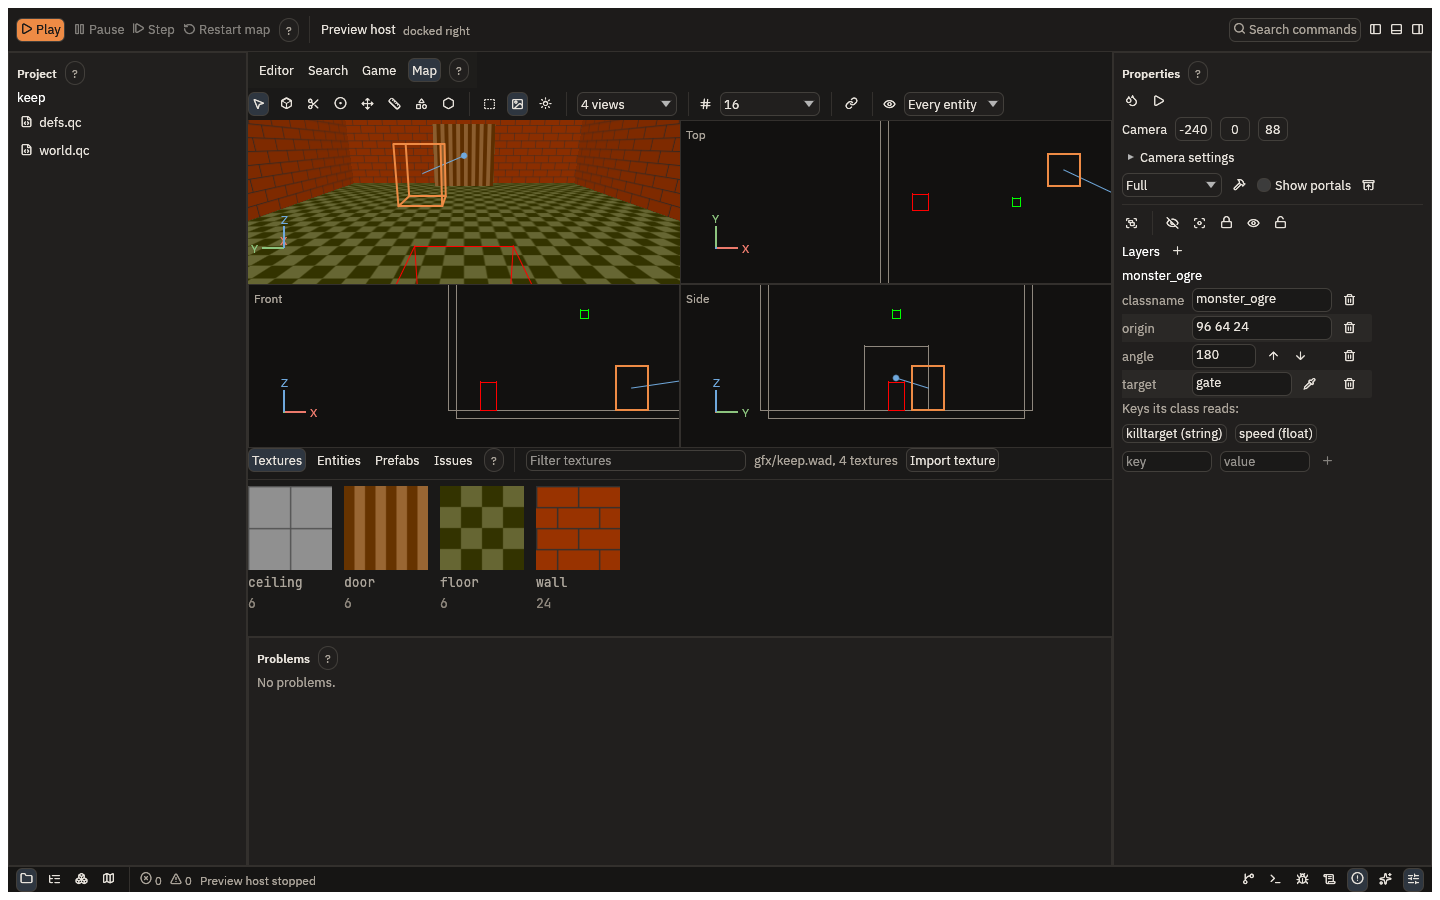 Play Pause Step Restart map ? Preview host docked right Search commands
Project ?
keep
defs.qc
world.qc
Editor Search Game Map ?
4 views 16 Every entity
Top
Y
X
Z
X
Y
Front
Z
X
Side
Z
Y
Textures Entities Prefabs Issues ? Filter textures gfx/keep.wad, 4 textures Import texture
ceiling door floor wall
6 6 6 24
Problems ?
No problems.
Properties ?
Camera -240 0 88
Camera settings
Full Show portals
Layers +
monster_ogre
classname monster_ogre
origin 96 64 24
angle 180
target gate
Keys its class reads:
killtarget (string) speed (float)
key value +
0 0 Preview host stopped